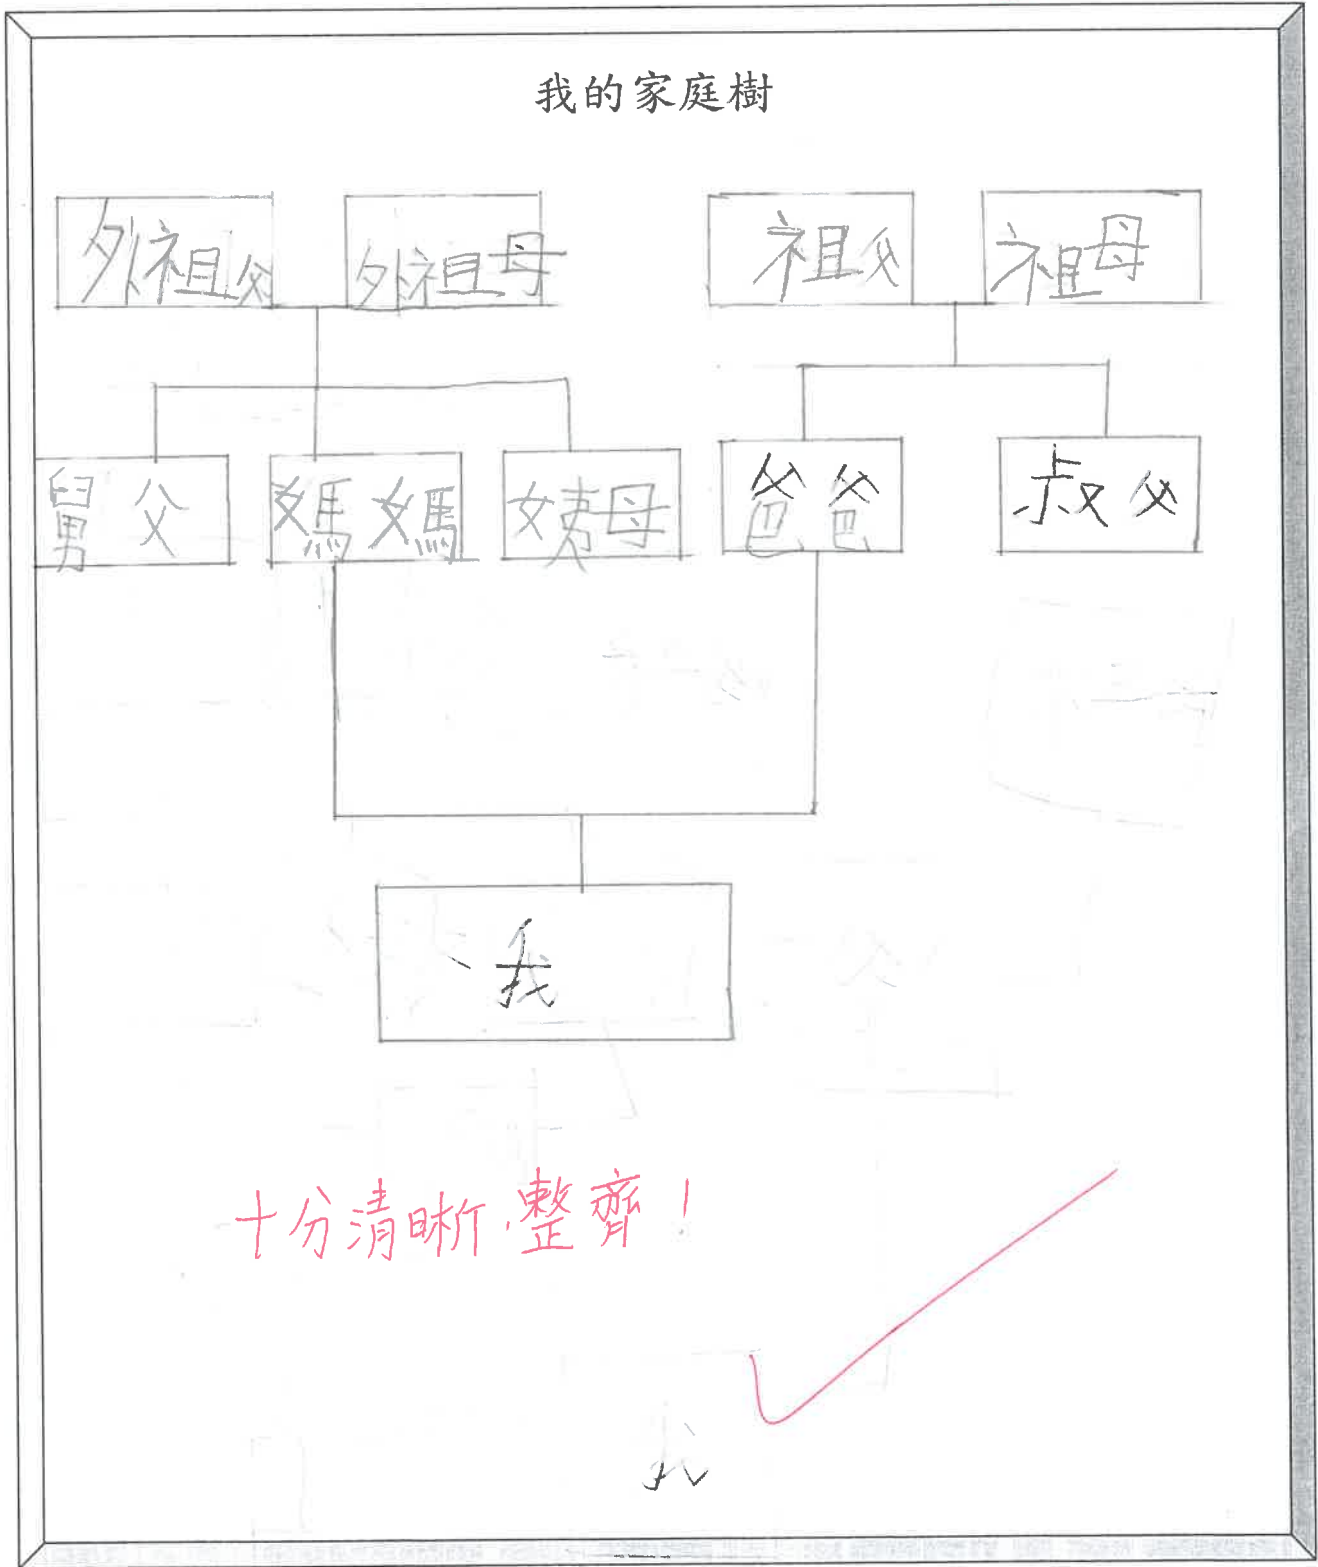 我的家庭樹
外祖父 外祖母 祖父 祖母
舅父 媽媽 姨母 爸爸 叔父
我
十分清晰、整齊！
我